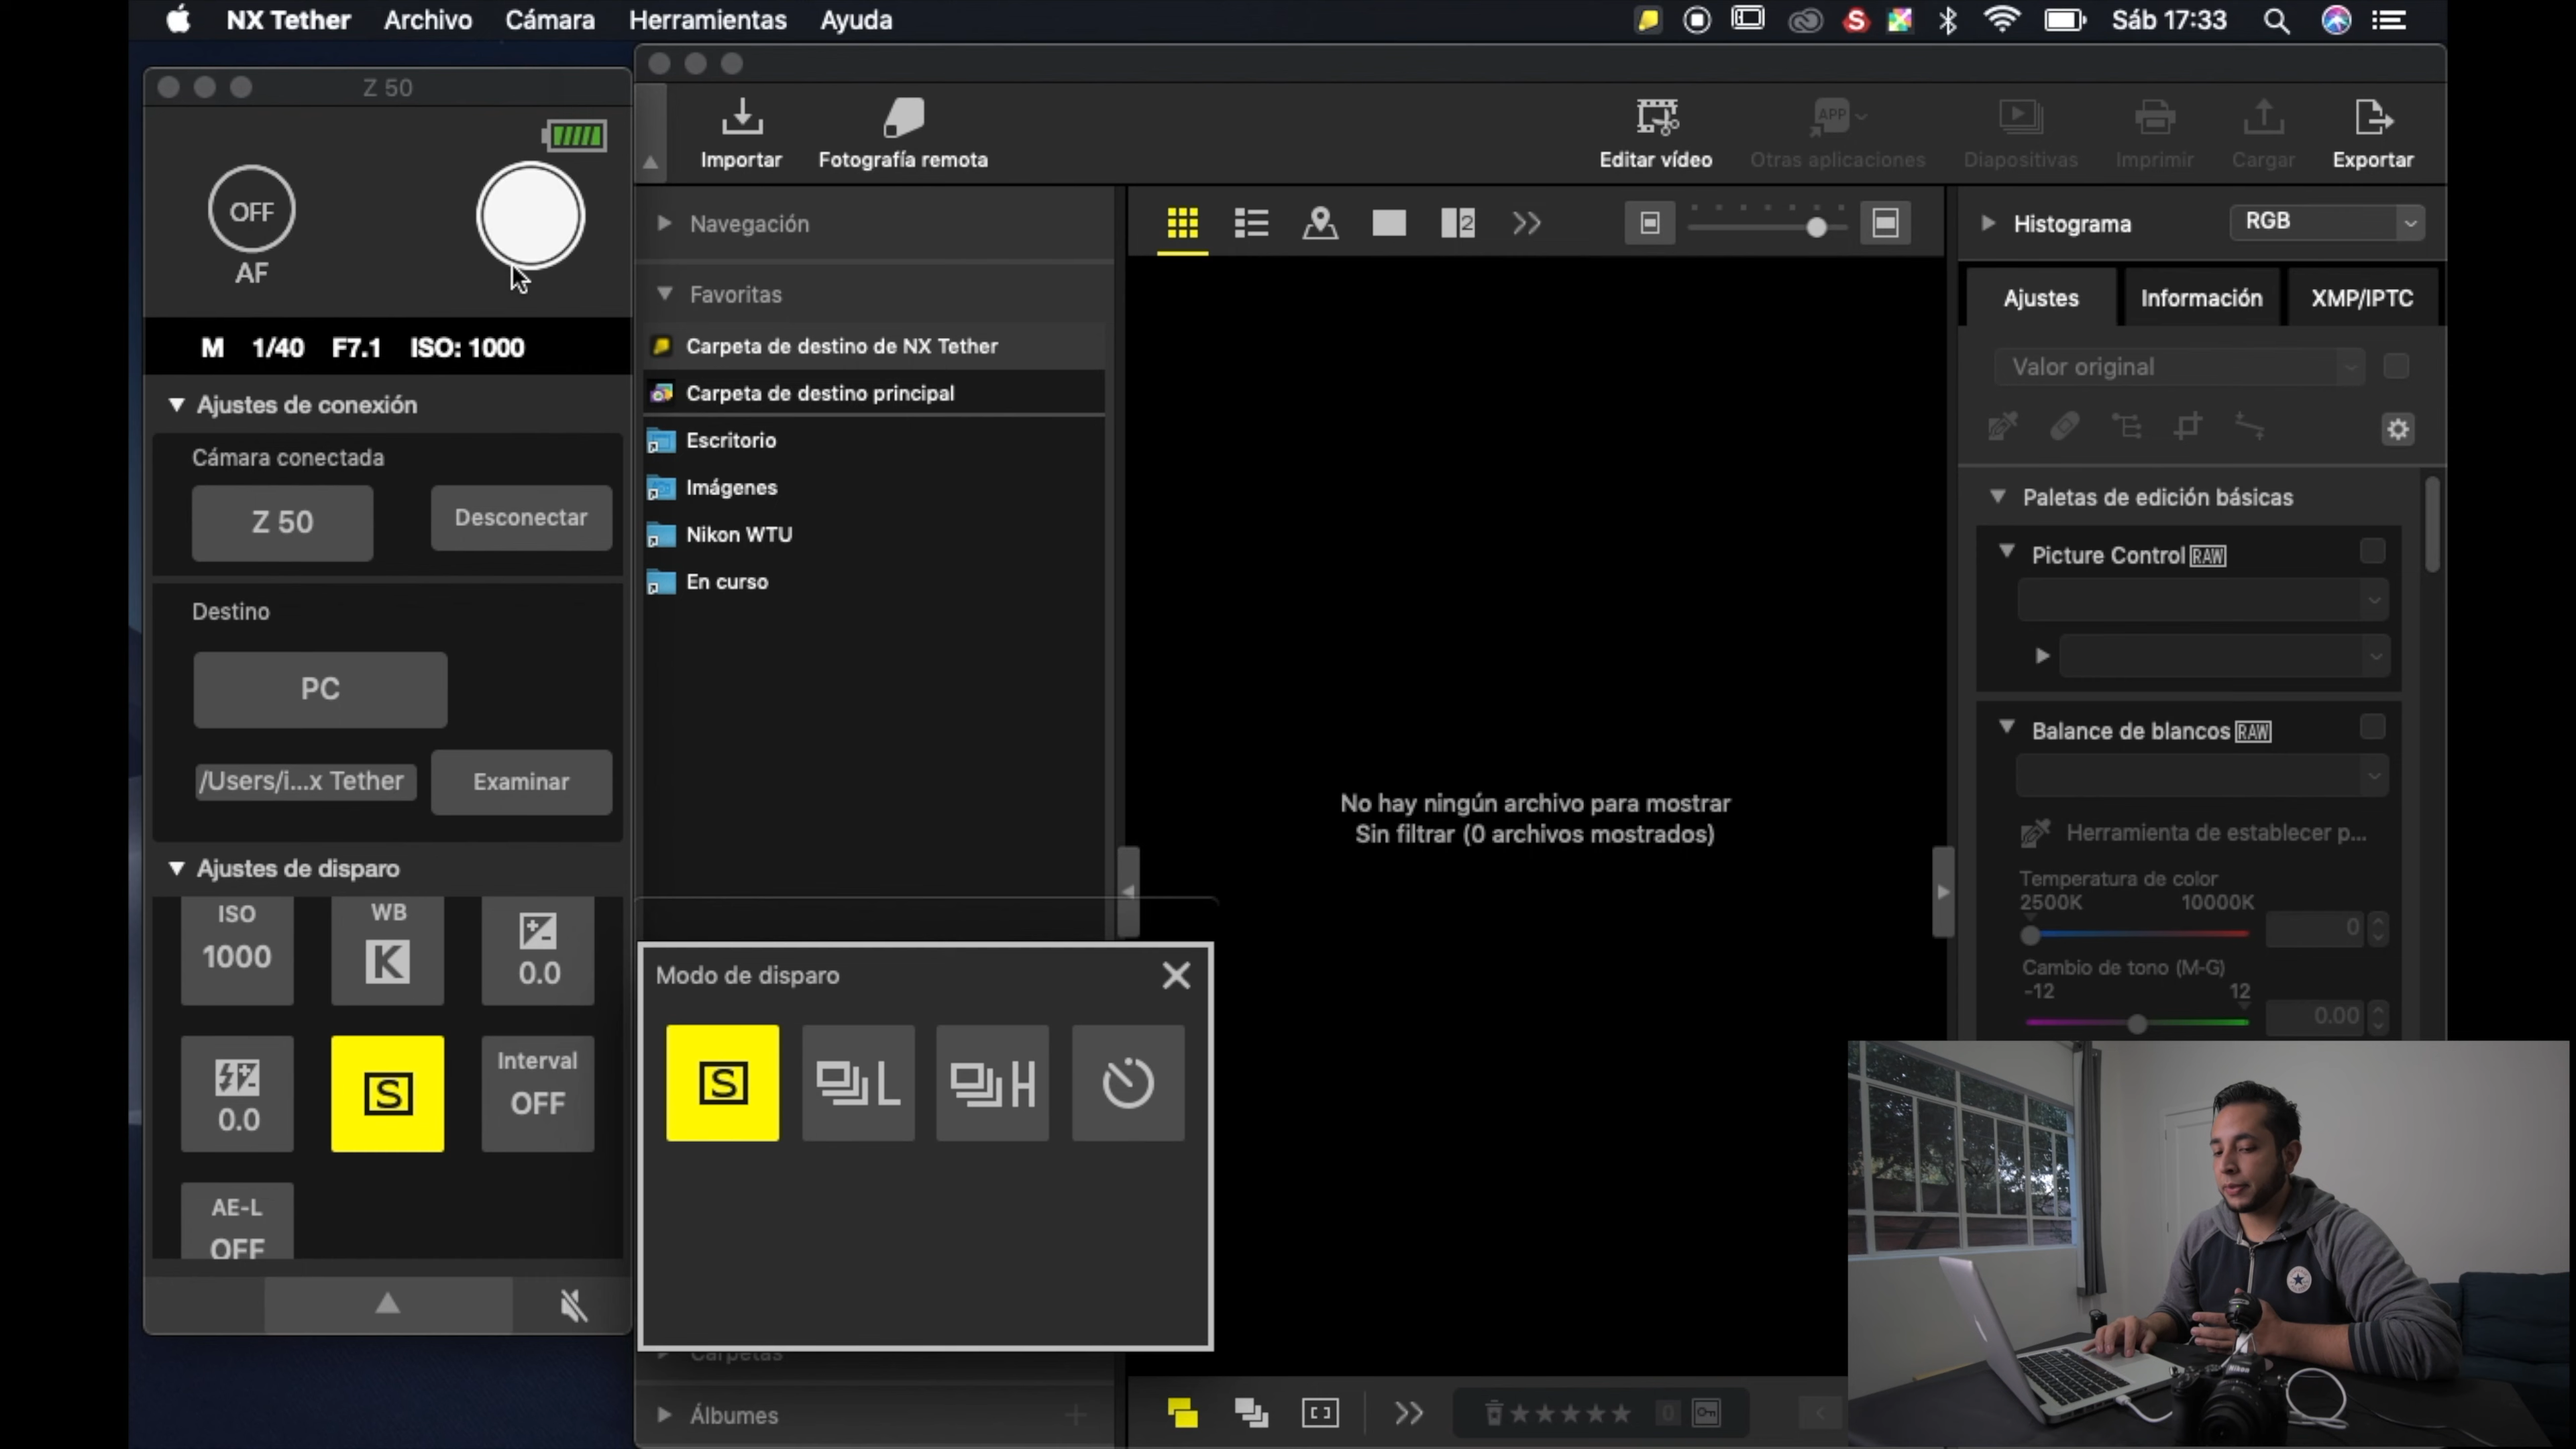 NX Tether Archivo Cámara Herramientas Ayuda Sáb 17:33
Z 50
OFF
AF
M 1/40 F7.1 ISO: 1000
Ajustes de conexión
Cámara conectada
Z 50 Desconectar
Destino
PC
/Users/i...x Tether Examinar
Ajustes de disparo
ISO
1000
WB
K
0.0
0.0
S
Interval
OFF
AE-L
OFF
Importar Fotografía remota Editar vídeo Otras aplicaciones Diapositivas Imprimir Cargar Exportar
APP
Navegación
Favoritas
Carpeta de destino de NX Tether
Carpeta de destino principal
Escritorio
Imágenes
Nikon WTU
En curso
Modo de disparo
S L H
Carpetas
Álbumes
2
No hay ningún archivo para mostrar
Sin filtrar (0 archivos mostrados)
0
Histograma RGB
Ajustes Información XMP/IPTC
Valor original
Paletas de edición básicas
Picture Control RAW
Balance de blancos RAW
Herramienta de establecer p...
Temperatura de color
2500K 10000K
0
Cambio de tono (M-G)
-12 12
0.00